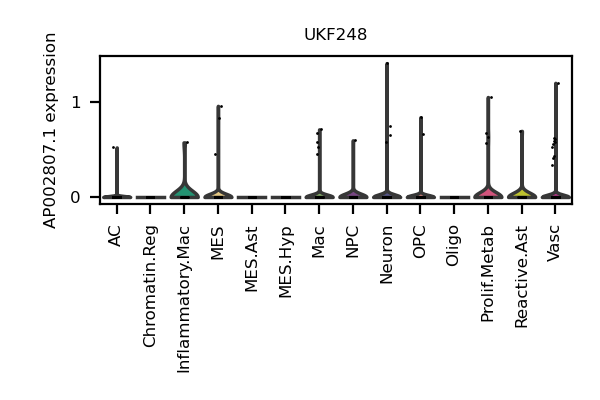 UKF248
AP002807.1 expression
1
0
AC
Chromatin.Reg
Inflammatory.Mac
MES
MES.Ast
MES.Hyp
Mac
NPC
Neuron
OPC
Oligo
Prolif.Metab
Reactive.Ast
Vasc